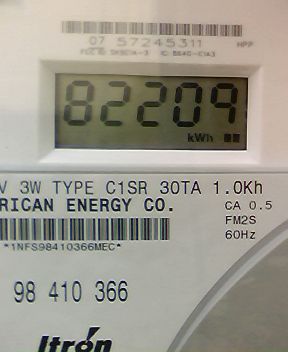 07 57245311
82209
kWh
V 3W TYPE C1SR 30TA 1.0Kh
RICAN ENERGY CO.
CA 0.5
FM2S
60Hz
*1NFS98410366MEC*
98 410 366
Itrón